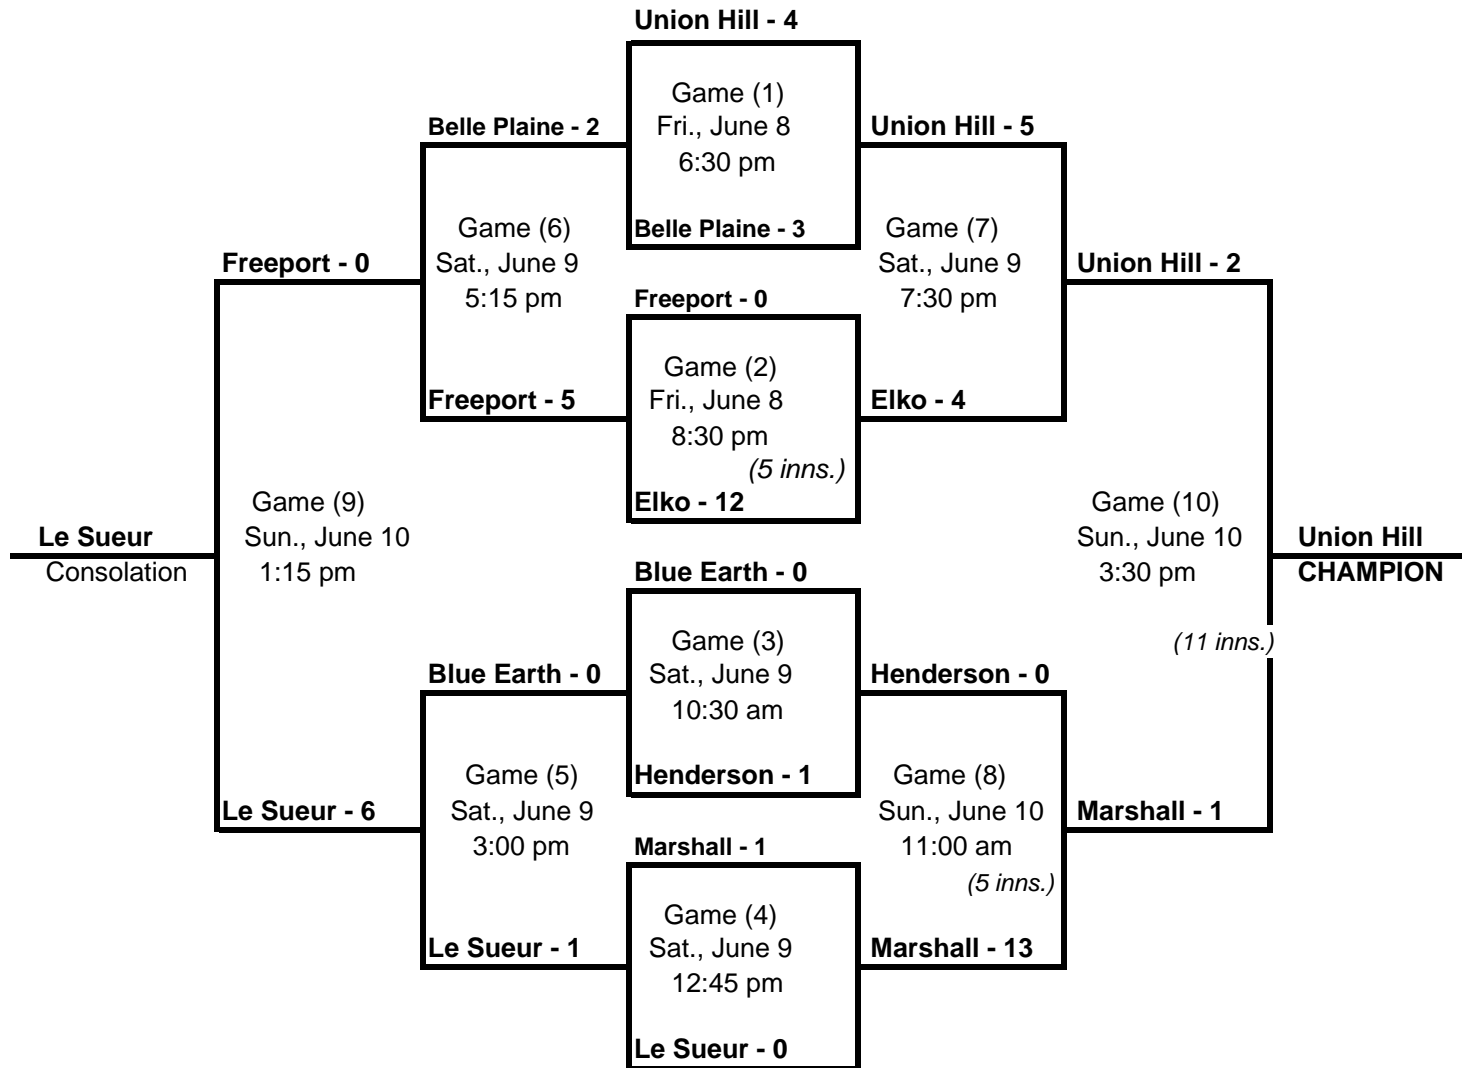 Union Hill - 4
Game (1)
Fri., June 8
6:30 pm
Belle Plaine - 3
Belle Plaine - 2
Game (6)
Sat., June 9
5:15 pm
Freeport - 5
Union Hill - 5
Game (7)
Sat., June 9
7:30 pm
Elko - 4
Freeport - 0
Game (2)
Fri., June 8
8:30 pm
(5 inns.)
Elko - 12
Freeport - 0
Game (9)
Sun., June 10
1:15 pm
Le Sueur - 6
Le Sueur
Consolation
Union Hill - 2
Game (10)
Sun., June 10
3:30 pm
(11 inns.)
Marshall - 1
Union Hill
CHAMPION
Blue Earth - 0
Game (3)
Sat., June 9
10:30 am
Henderson - 1
Blue Earth - 0
Game (5)
Sat., June 9
3:00 pm
Le Sueur - 1
Henderson - 0
Game (8)
Sun., June 10
11:00 am
(5 inns.)
Marshall - 13
Marshall - 1
Game (4)
Sat., June 9
12:45 pm
Le Sueur - 0